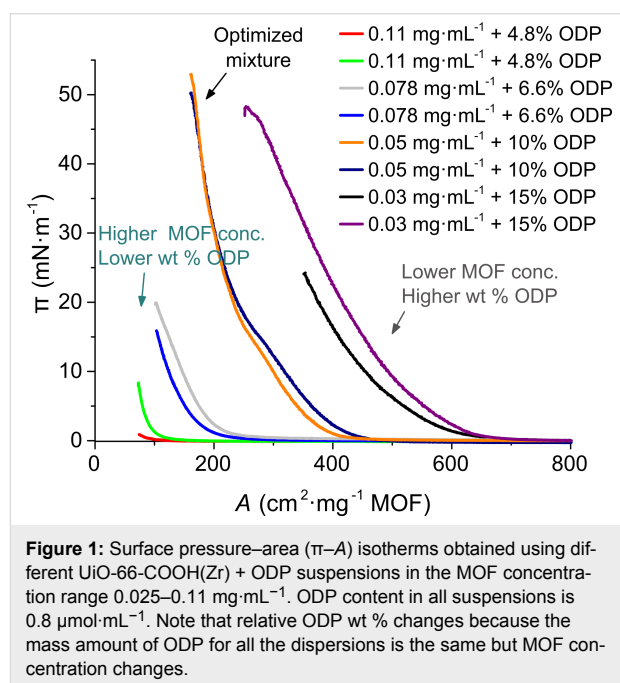 Optimized
mixture
0.11 mg·mL⁻¹ + 4.8% ODP
0.11 mg·mL⁻¹ + 4.8% ODP
0.078 mg·mL⁻¹ + 6.6% ODP
0.078 mg·mL⁻¹ + 6.6% ODP
0.05 mg·mL⁻¹ + 10% ODP
0.05 mg·mL⁻¹ + 10% ODP
0.03 mg·mL⁻¹ + 15% ODP
0.03 mg·mL⁻¹ + 15% ODP
Higher MOF conc.
Lower wt % ODP
Lower MOF conc.
Higher wt % ODP
π (mN·m⁻¹)
50
40
30
20
10
0
0 200 400 600 800
A (cm²·mg⁻¹ MOF)
Figure 1: Surface pressure–area (π–A) isotherms obtained using dif-
ferent UiO-66-COOH(Zr) + ODP suspensions in the MOF concentra-
tion range 0.025–0.11 mg·mL⁻¹. ODP content in all suspensions is
0.8 µmol·mL⁻¹. Note that relative ODP wt % changes because the
mass amount of ODP for all the dispersions is the same but MOF con-
centration changes.